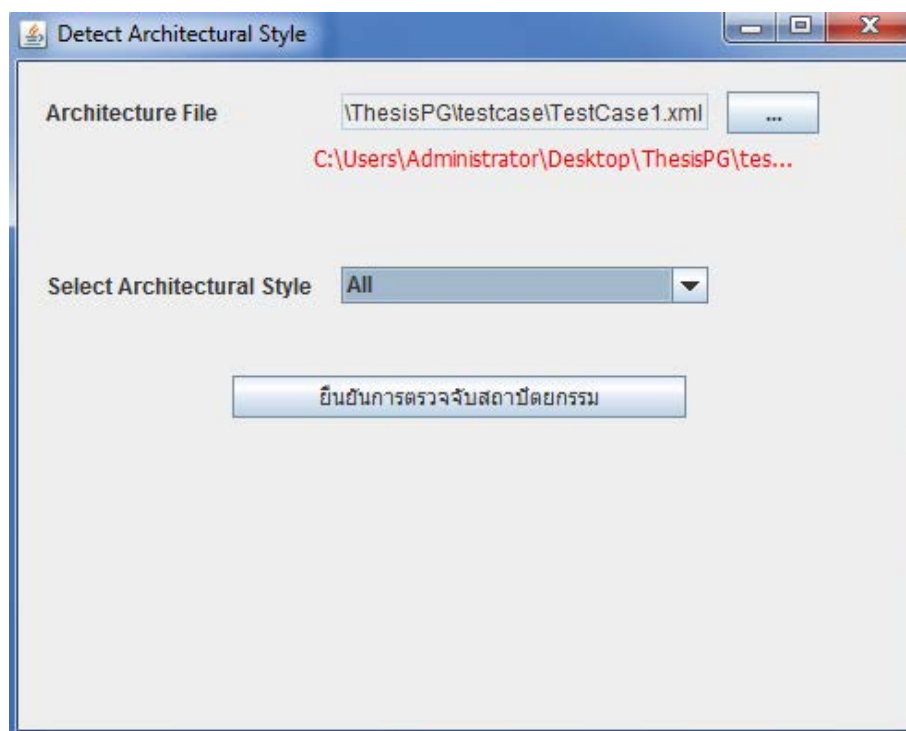 Detect Architectural Style
Architecture File \ThesisPG\testcase\TestCase1.xml ...
C:\Users\Administrator\Desktop\ThesisPG\tes...
Select Architectural Style All
ยืนยันการตรวจจับสถาปัตยกรรม